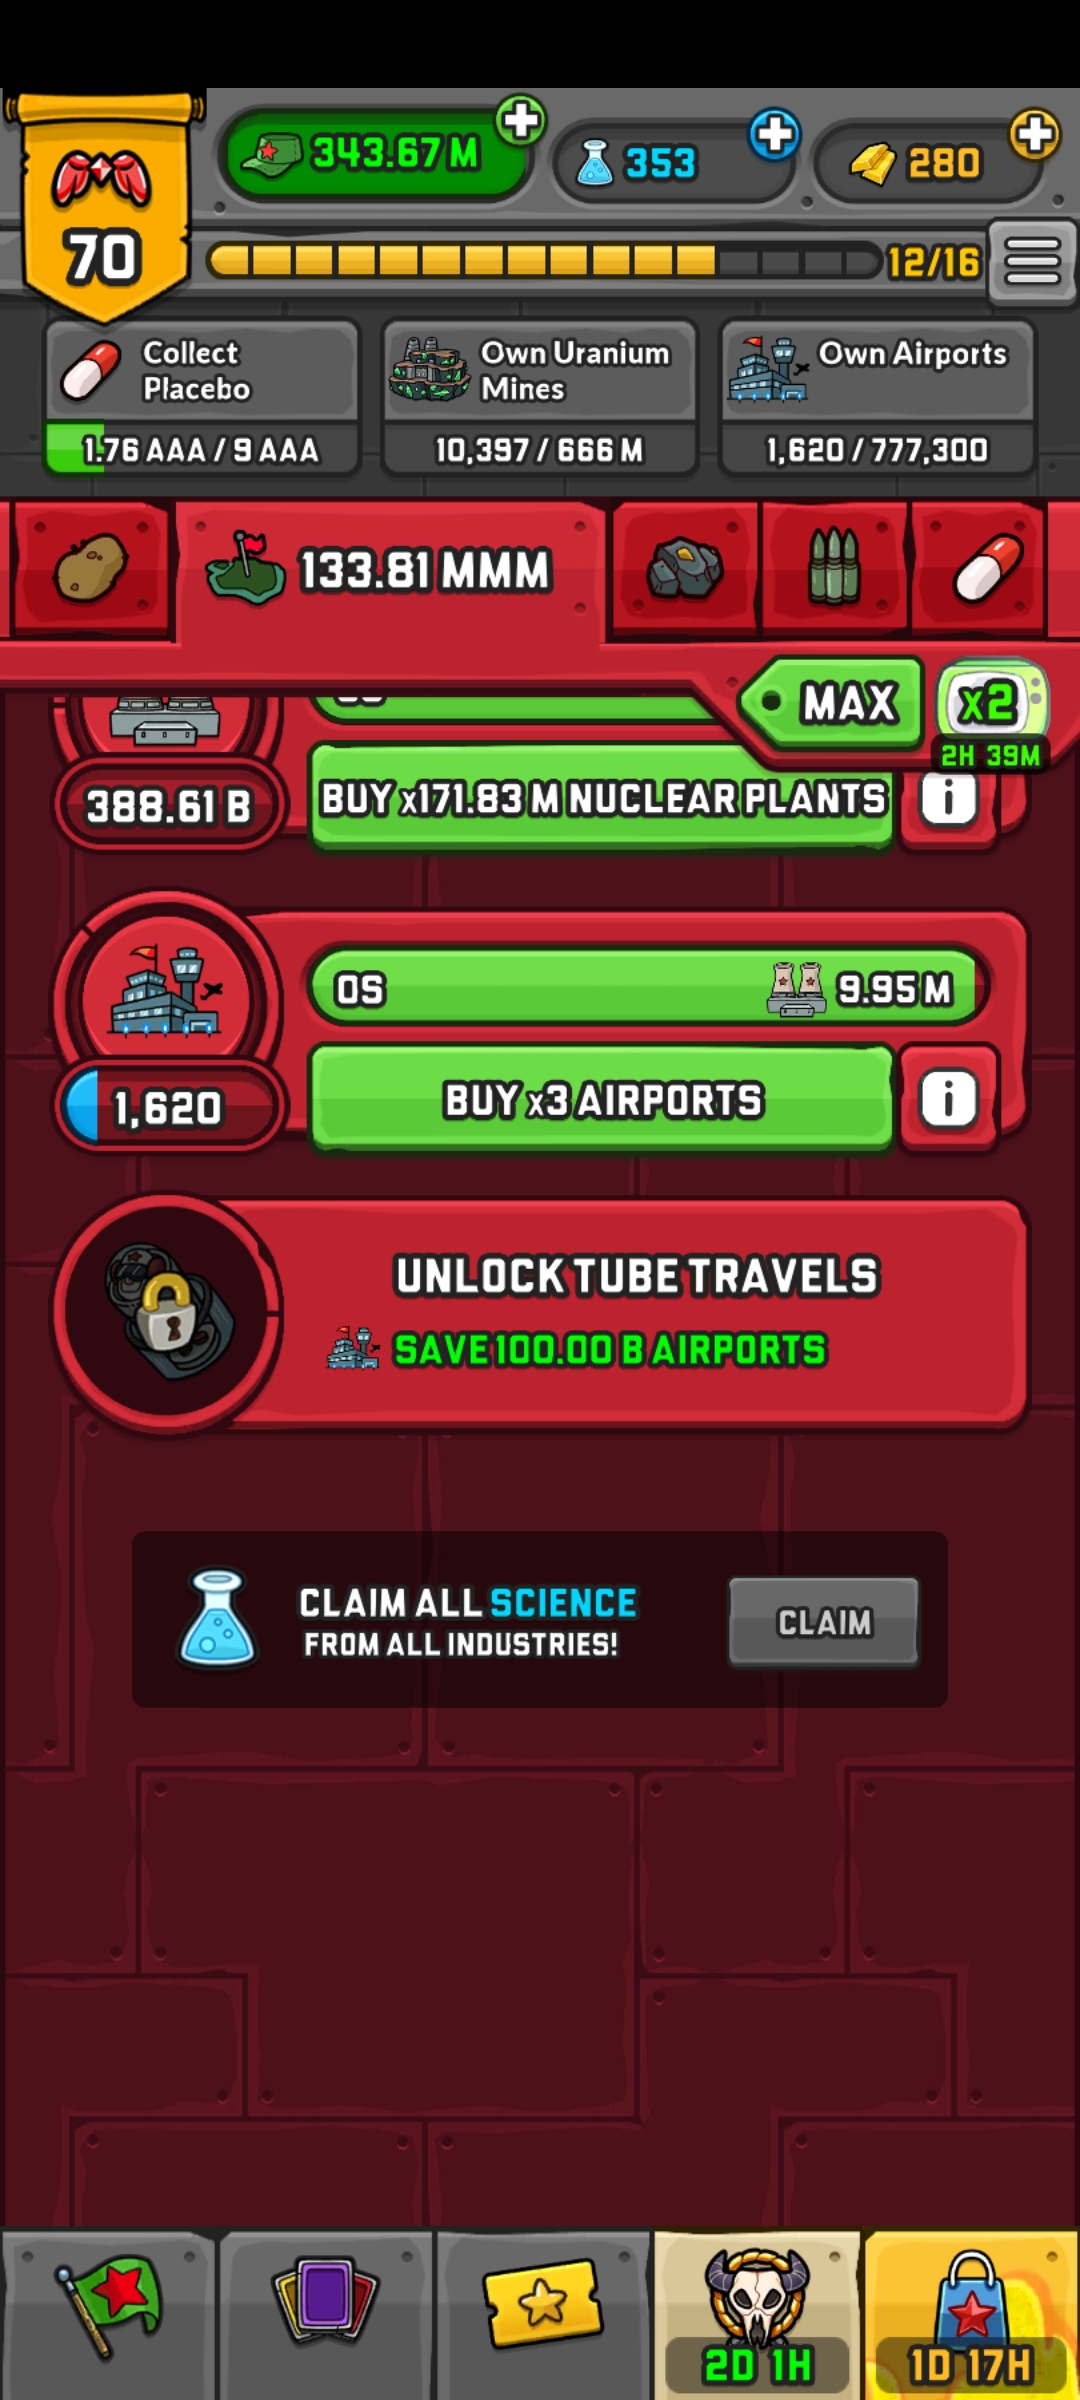 343.67 M
353
280
70
12/16
Collect
Placebo
1.76 AAA / 9 AAA
Own Uranium
Mines
10,397 / 666 M
Own Airports
1,620 / 777,300
133.81 MMM
MAX
x2
2H 39M
388.61 B
BUY x171.83 M NUCLEAR PLANTS
i
0S
9.95 M
1,620
BUY x3 AIRPORTS
i
UNLOCK TUBE TRAVELS
SAVE 100.00 B AIRPORTS
CLAIM ALL SCIENCE
FROM ALL INDUSTRIES!
CLAIM
2D 1H
1D 17H